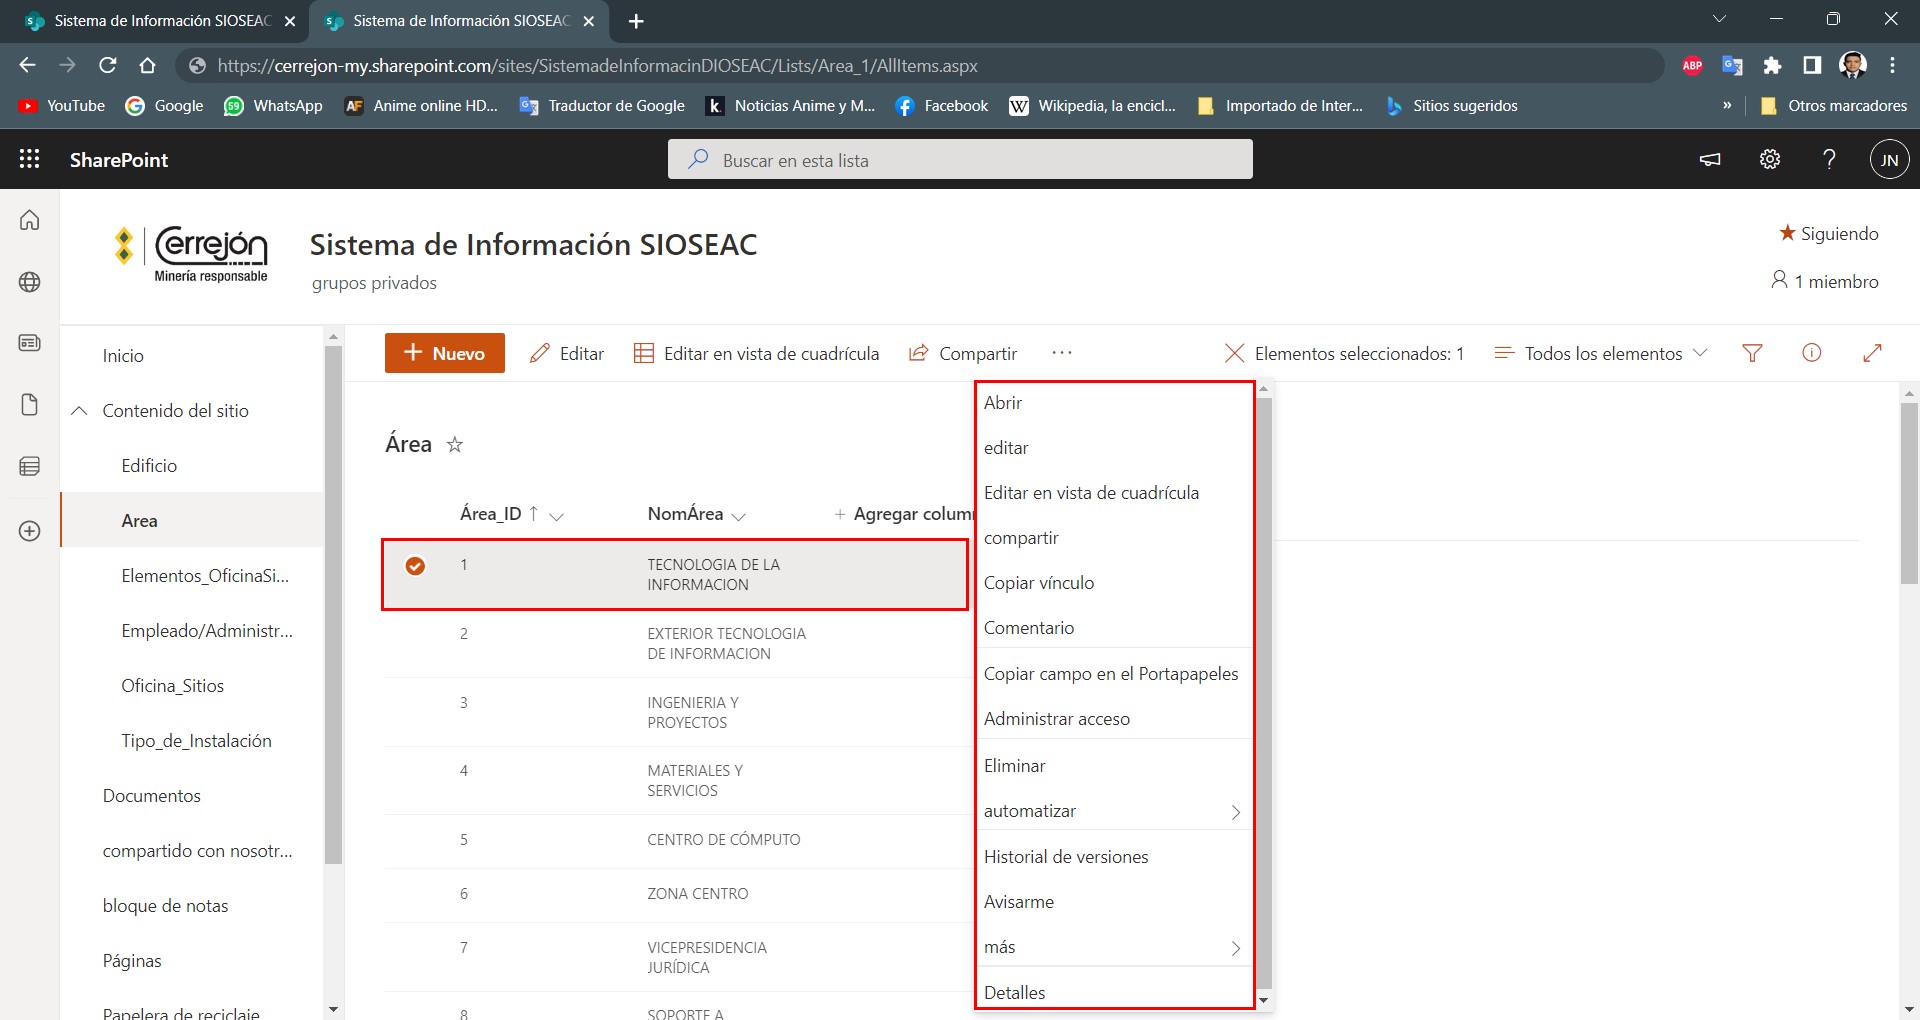 Sistema de Información SIOSEAC
Sistema de Información SIOSEAC
https://cerrejon-my.sharepoint.com/sites/SistemadeInformacinDIOSEAC/Lists/Area_1/AllItems.aspx
ABP
YouTube
Google
59
WhatsApp
AF
Anime online HD...
Traductor de Google
k.
Noticias Anime y M...
Facebook
W
Wikipedia, la encicl...
Importado de Inter...
Sitios sugeridos
»
Otros marcadores
SharePoint
Buscar en esta lista
?
JN
Cerrejón
Minería responsable
Sistema de Información SIOSEAC
grupos privados
Siguiendo
1 miembro
Inicio
Contenido del sitio
Edificio
Area
Elementos_OficinaSi...
Empleado/Administr...
Oficina_Sitios
Tipo_de_Instalación
Documentos
compartido con nosotr...
bloque de notas
Páginas
Papelera de reciclaje
+ Nuevo
Editar
Editar en vista de cuadrícula
Compartir
...
Elementos seleccionados: 1
Todos los elementos
Área
Área_ID ↑
NomÁrea
+ Agregar column
1
TECNOLOGIA DE LA
INFORMACION
2
EXTERIOR TECNOLOGIA
DE INFORMACION
3
INGENIERIA Y
PROYECTOS
4
MATERIALES Y
SERVICIOS
5
CENTRO DE CÓMPUTO
6
ZONA CENTRO
7
VICEPRESIDENCIA
JURÍDICA
8
SOPORTE A
Abrir
editar
Editar en vista de cuadrícula
compartir
Copiar vínculo
Comentario
Copiar campo en el Portapapeles
Administrar acceso
Eliminar
automatizar
Historial de versiones
Avisarme
más
Detalles